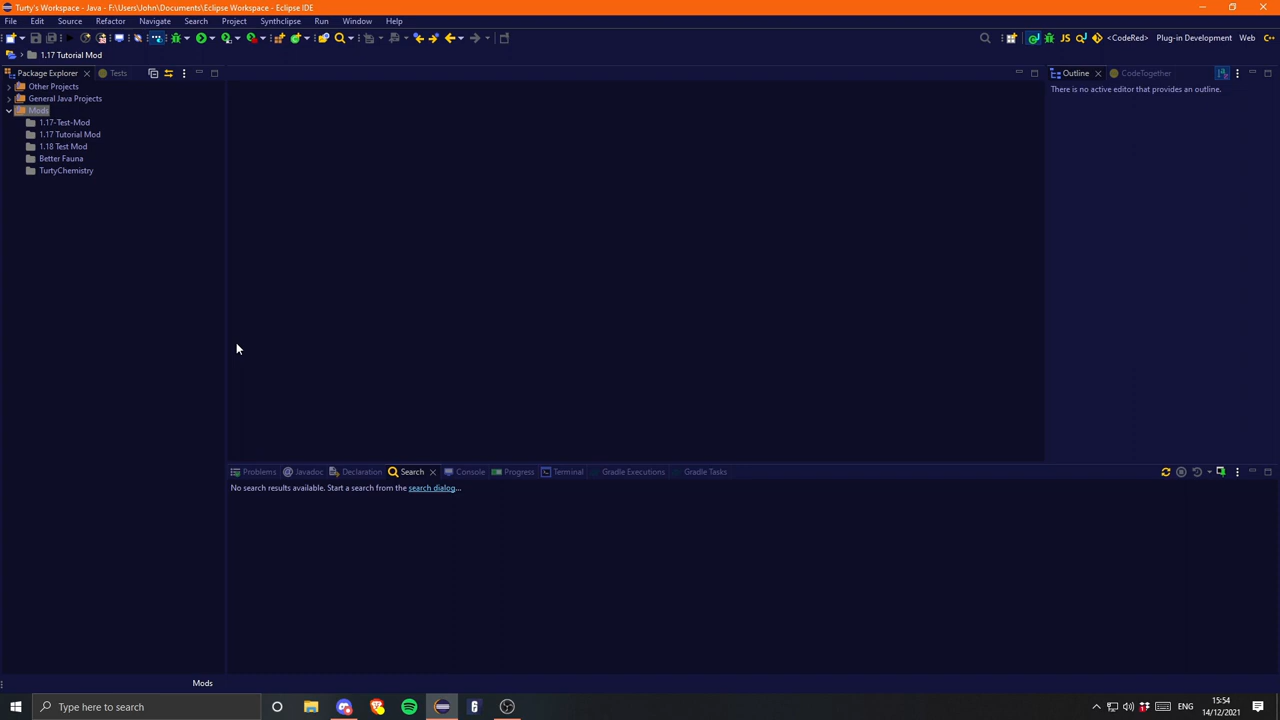 Turty's Workspace - Java - F:\Users\John\Documents\Eclipse Workspace - Eclipse IDE
File Edit Source Refactor Navigate Search Project Synthclipse Run Window Help
<CodeRed> Plug-in Development Web
1.17 Tutorial Mod
Package Explorer Tests
Outline CodeTogether
Other Projects
There is no active editor that provides an outline.
General Java Projects
Mods
1.17-Test-Mod
1.17 Tutorial Mod
1.18 Test Mod
Better Fauna
TurtyChemistry
Problems Javadoc Declaration Search Console Progress Terminal Gradle Executions Gradle Tasks
No search results available. Start a search from the search dialog...
Mods
Type here to search
6
ENG
15:54
14/12/2021